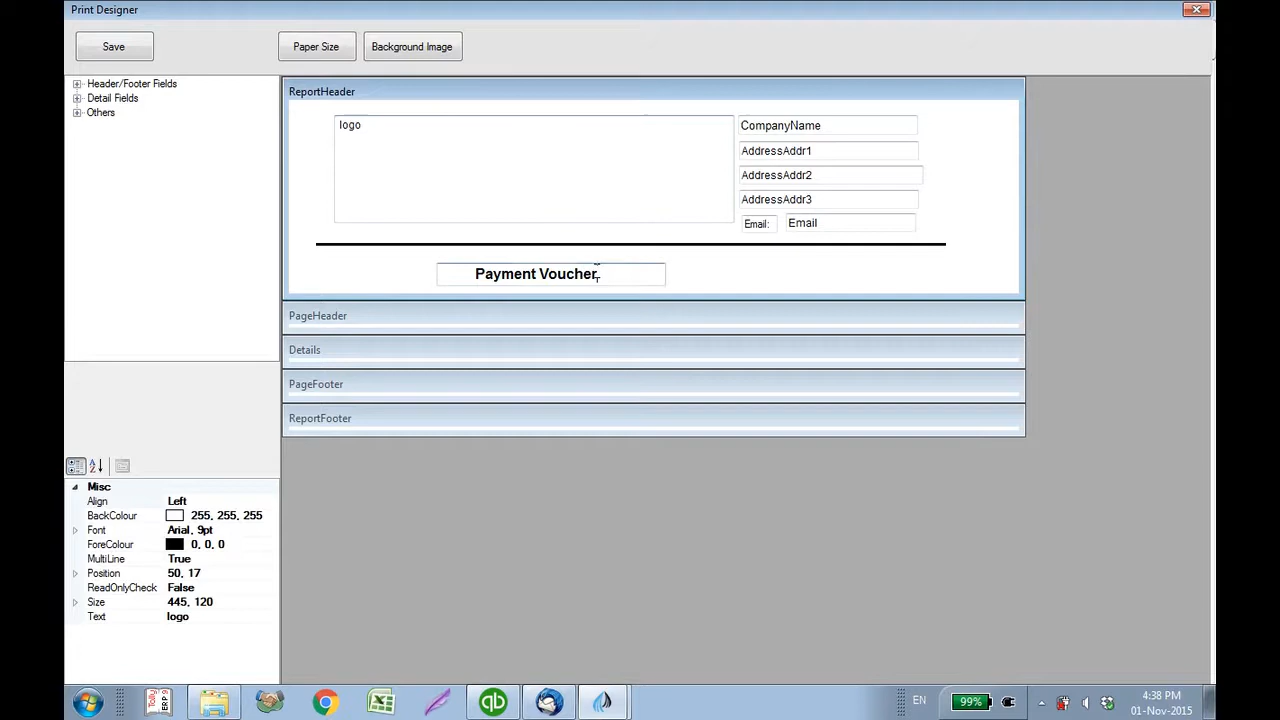 Print Designer
Save
Paper Size
Background Image
Header/Footer Fields
Detail Fields
Others
ReportHeader
logo
CompanyName
AddressAddr1
AddressAddr2
AddressAddr3
Email:
Email
Payment Voucher
PageHeader
Details
PageFooter
ReportFooter
Misc
Align Left
BackColour 255, 255, 255
Font Arial, 9pt
ForeColour 0, 0, 0
MultiLine True
Position 50, 17
ReadOnlyCheck False
Size 445, 120
Text logo
Tally
ERP 9
EN
99%
4:38 PM
01-Nov-2015